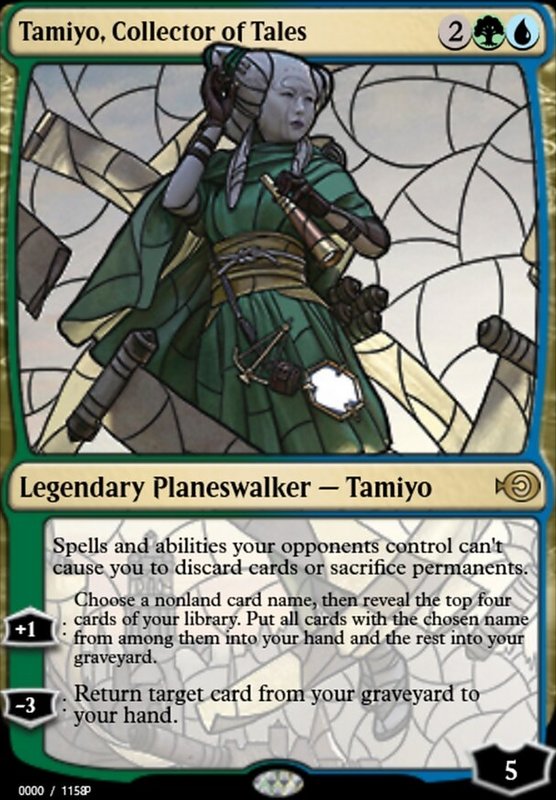 Tamiyo, Collector of Tales 2
Legendary Planeswalker — Tamiyo
Spells and abilities your opponents control can't
cause you to discard cards or sacrifice permanents.
Choose a nonland card name, then reveal the top four
+1 : cards of your library. Put all cards with the chosen name
from among them into your hand and the rest into your
graveyard.
-3 : Return target card from your graveyard to
your hand.
5
0000 / 1158P